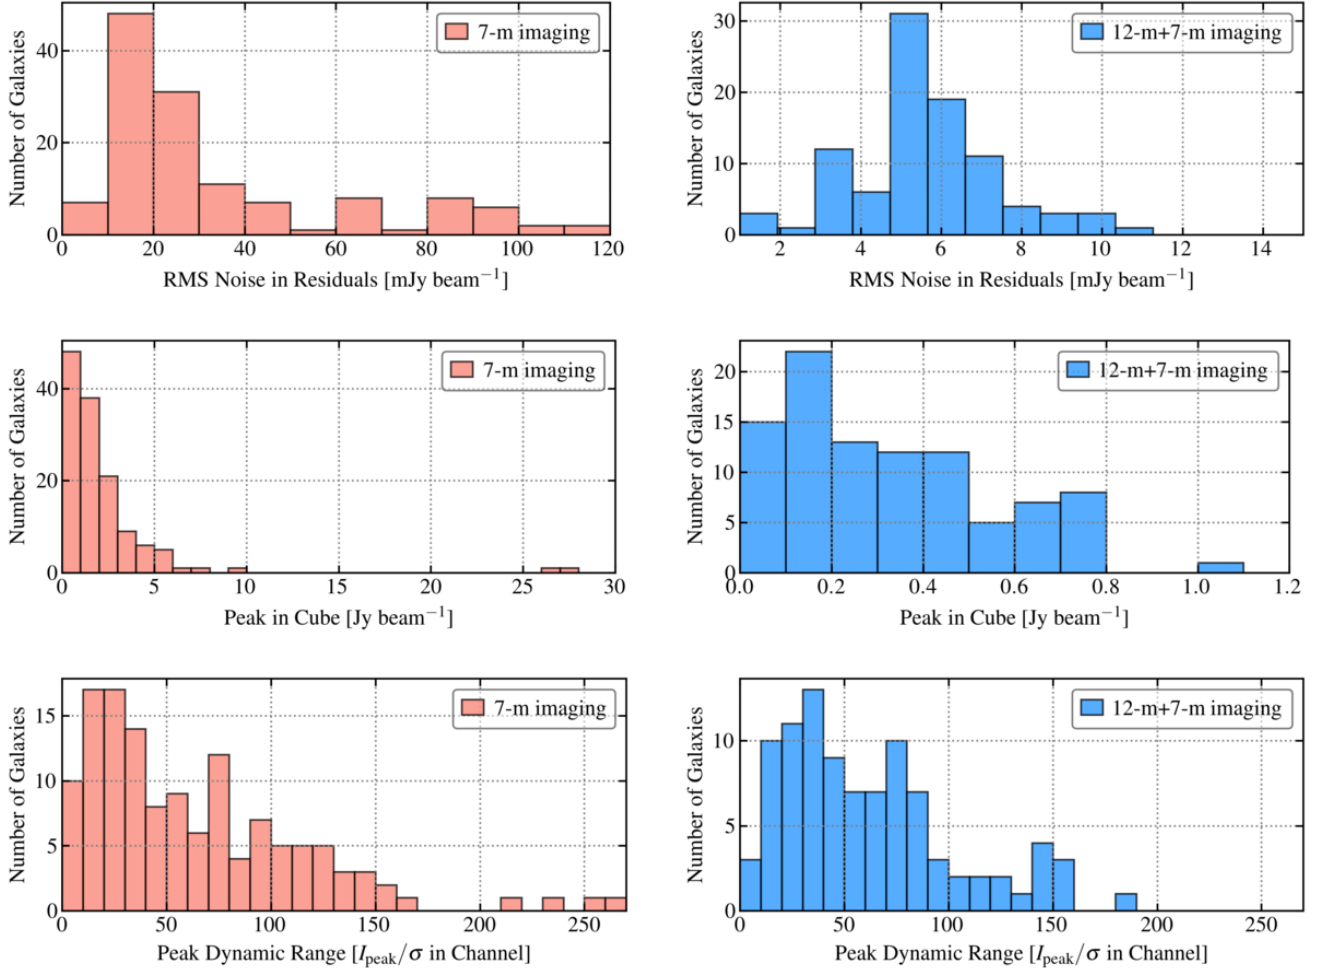 Number of Galaxies
40
20
0
7-m imaging
0 20 40 60 80 100 120
RMS Noise in Residuals [mJy beam⁻¹]
Number of Galaxies
30
20
10
0
12-m+7-m imaging
2 4 6 8 10 12 14
RMS Noise in Residuals [mJy beam⁻¹]
Number of Galaxies
40
20
0
7-m imaging
0 5 10 15 20 25 30
Peak in Cube [Jy beam⁻¹]
Number of Galaxies
20
15
10
5
0
12-m+7-m imaging
0.0 0.2 0.4 0.6 0.8 1.0 1.2
Peak in Cube [Jy beam⁻¹]
Number of Galaxies
15
10
5
0
7-m imaging
0 50 100 150 200 250
Peak Dynamic Range [I_peak/σ in Channel]
Number of Galaxies
10
5
0
12-m+7-m imaging
0 50 100 150 200 250
Peak Dynamic Range [I_peak/σ in Channel]